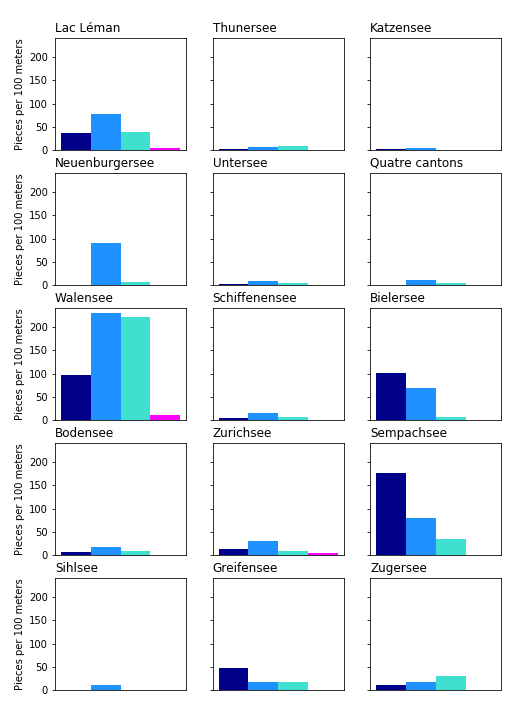 Lac Léman Thunersee Katzensee
Pieces per 100 meters
200
150
100
50
0
Neuenburgersee Untersee Quatre cantons
Pieces per 100 meters
200
150
100
50
0
Walensee Schiffenensee Bielersee
Pieces per 100 meters
200
150
100
50
0
Bodensee Zurichsee Sempachsee
Pieces per 100 meters
200
150
100
50
0
Sihlsee Greifensee Zugersee
Pieces per 100 meters
200
150
100
50
0